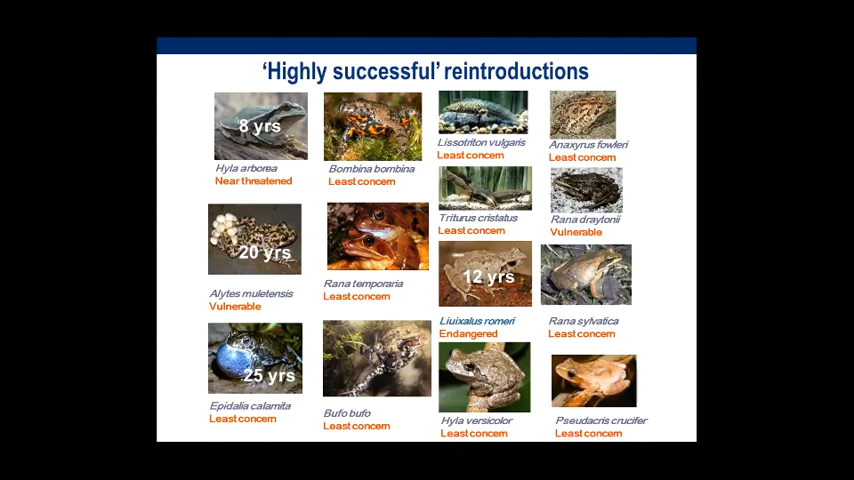 ‘Highly successful’ reintroductions
8 yrs
Hyla arborea
Near threatened
Bombina bombina
Least concern
Lissotriton vulgaris
Least concern
Anaxyrus fowleri
Least concern
Triturus cristatus
Least concern
Rana draytonii
Vulnerable
20 yrs
Alytes muletensis
Vulnerable
Rana temporaria
Least concern
12 yrs
Liuixalus romeri
Endangered
Rana sylvatica
Least concern
25 yrs
Epidalia calamita
Least concern
Bufo bufo
Least concern
Hyla versicolor
Least concern
Pseudacris crucifer
Least concern